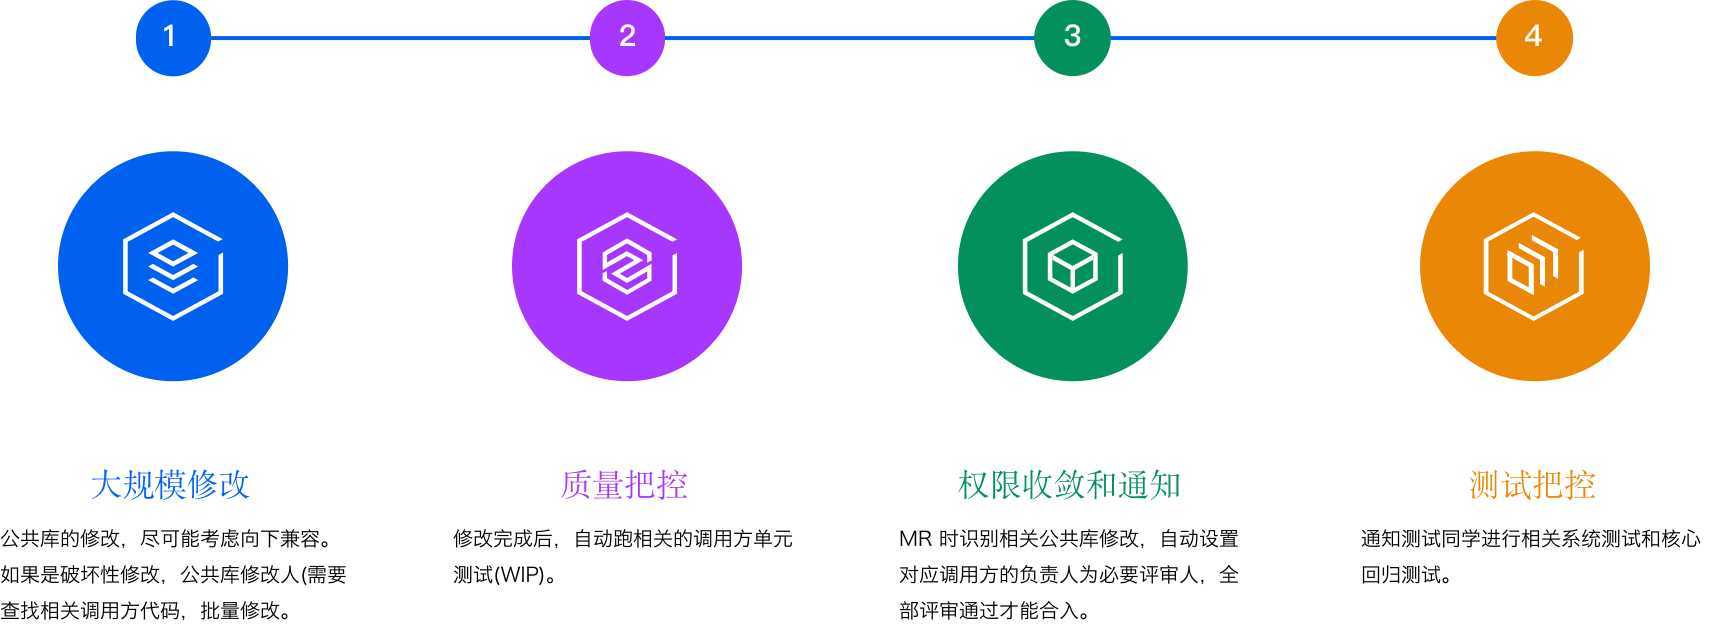 1
2
3
4
大规模修改
公共库的修改，尽可能考虑向下兼容。
如果是破坏性修改，公共库修改人(需要
查找相关调用方代码，批量修改。
质量把控
修改完成后，自动跑相关的调用方单元
测试(WIP)。
权限收敛和通知
MR 时识别相关公共库修改，自动设置
对应调用方的负责人为必要评审人，全
部评审通过才能合入。
测试把控
通知测试同学进行相关系统测试和核心
回归测试。